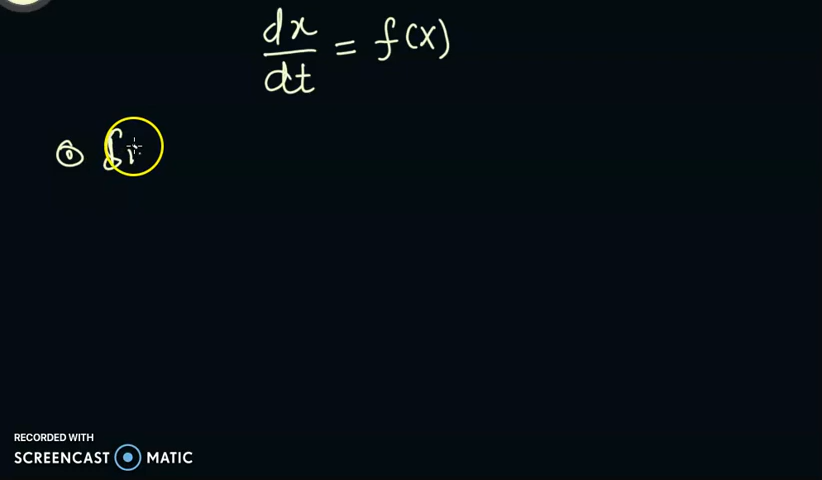 dx/dt = f(x)
RECORDED WITH
SCREENCAST MATIC